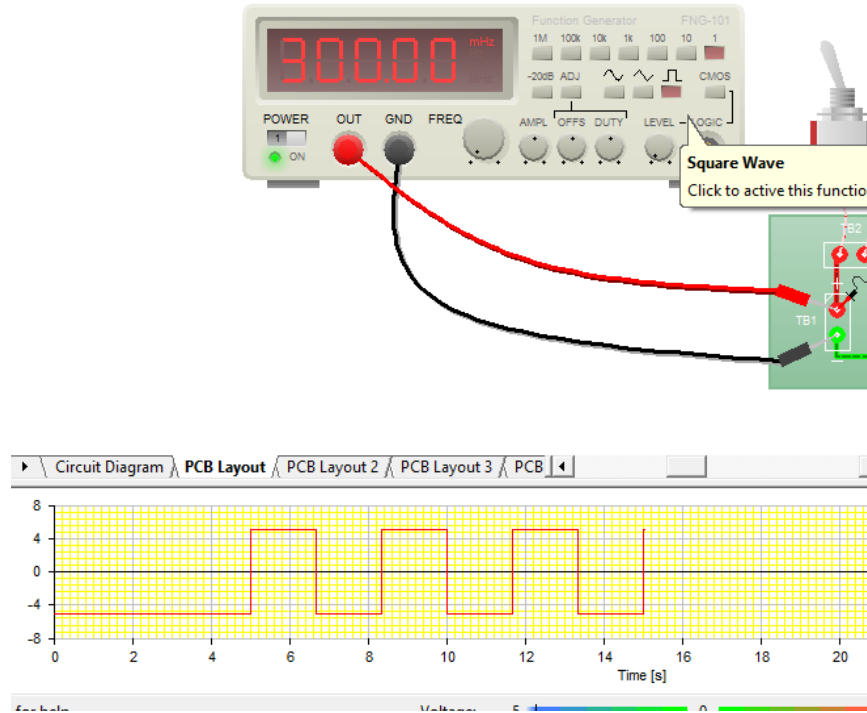 Function Generator FNG-101
300.00 mHz
1M 100k 10k 1k 100 10 1
-20dB ADJ CMOS
POWER OUT GND FREQ AMPL OFFS DUTY LEVEL LOGIC
1
ON
Square Wave
Click to active this functio
TB2
TB1
+
−
Circuit Diagram PCB Layout PCB Layout 2 PCB Layout 3 PCB
8
4
0
-4
-8
0 2 4 6 8 10 12 14 16 18 20
Time [s]
for help
Voltage: -5 0